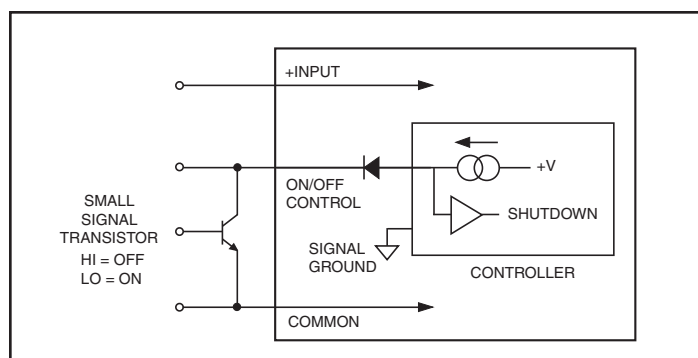 +INPUT
+V
ON/OFF
CONTROL
SHUTDOWN
SMALL
SIGNAL
TRANSISTOR
HI = OFF
LO = ON
SIGNAL
GROUND
CONTROLLER
COMMON